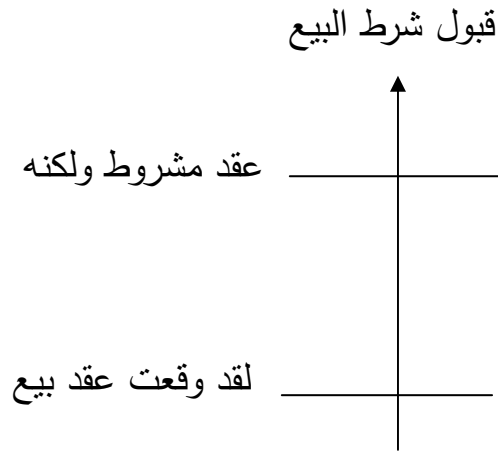 قبول شرط البيع
عقد مشروط ولكنه
لقد وقعت عقد بيع